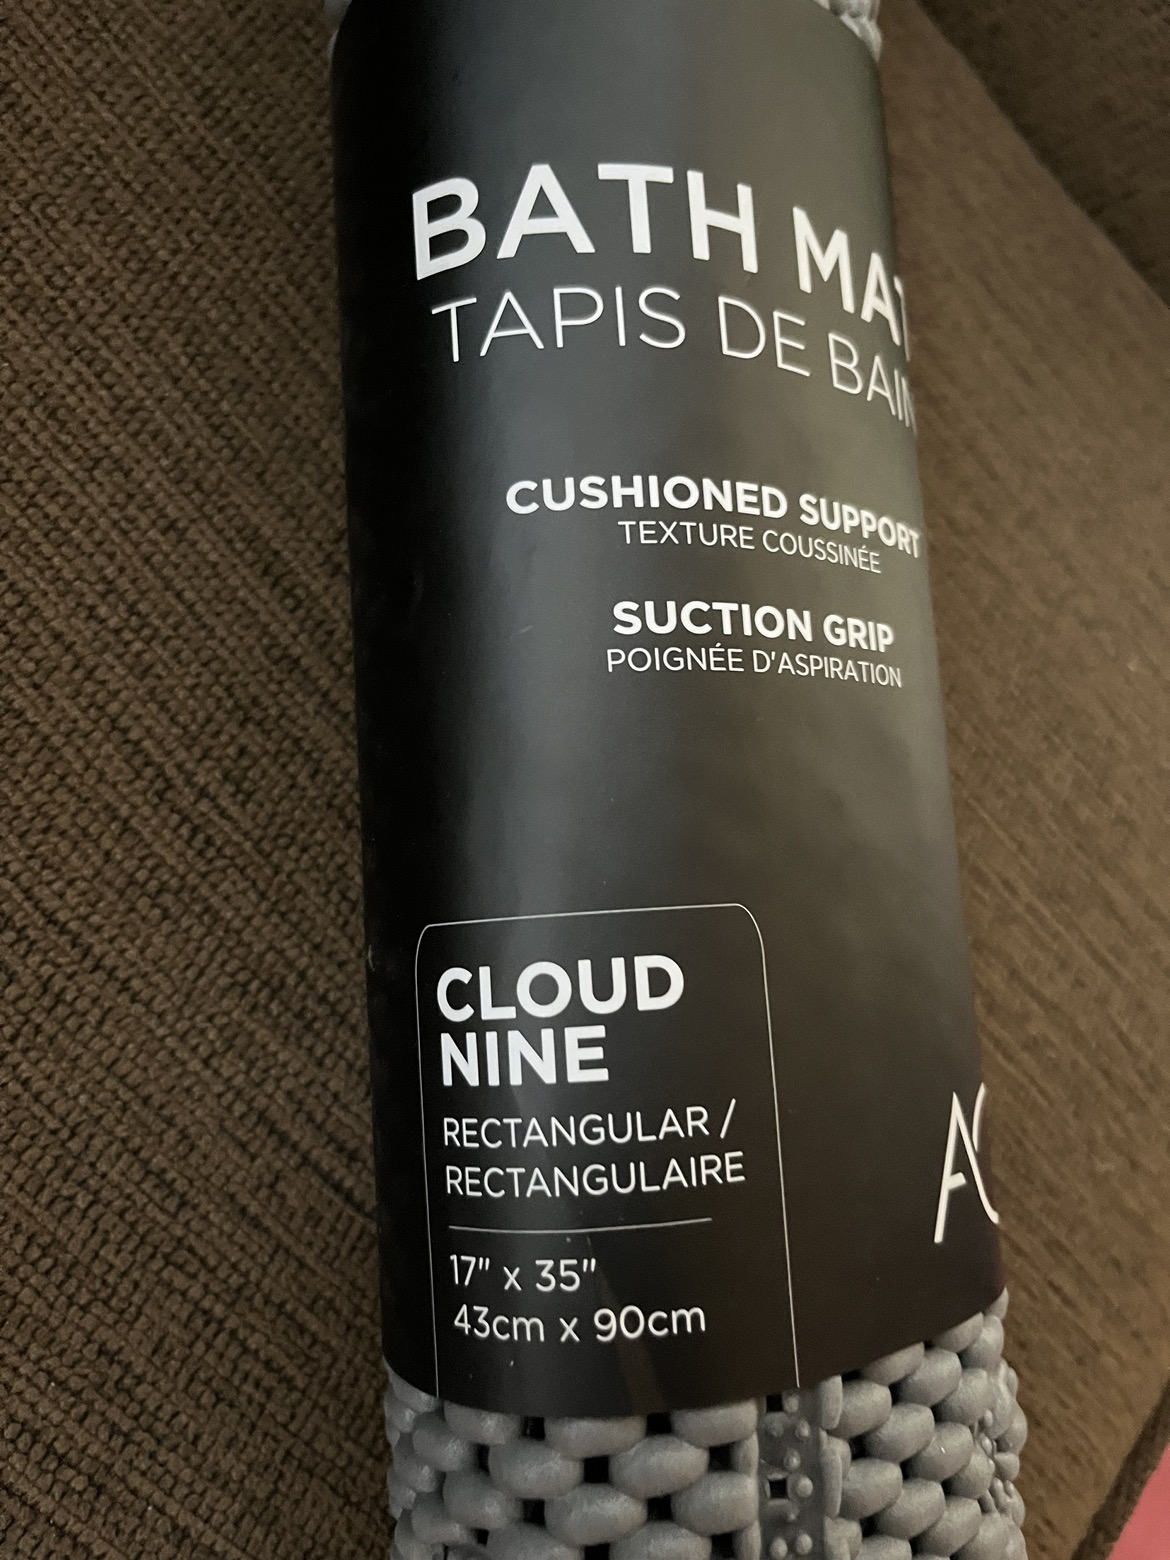 BATH MAT
TAPIS DE BAIN
CUSHIONED SUPPORT
TEXTURE COUSSINÉE
SUCTION GRIP
POIGNÉE D'ASPIRATION
CLOUD
NINE
RECTANGULAR /
RECTANGULAIRE
17" x 35"
43cm x 90cm